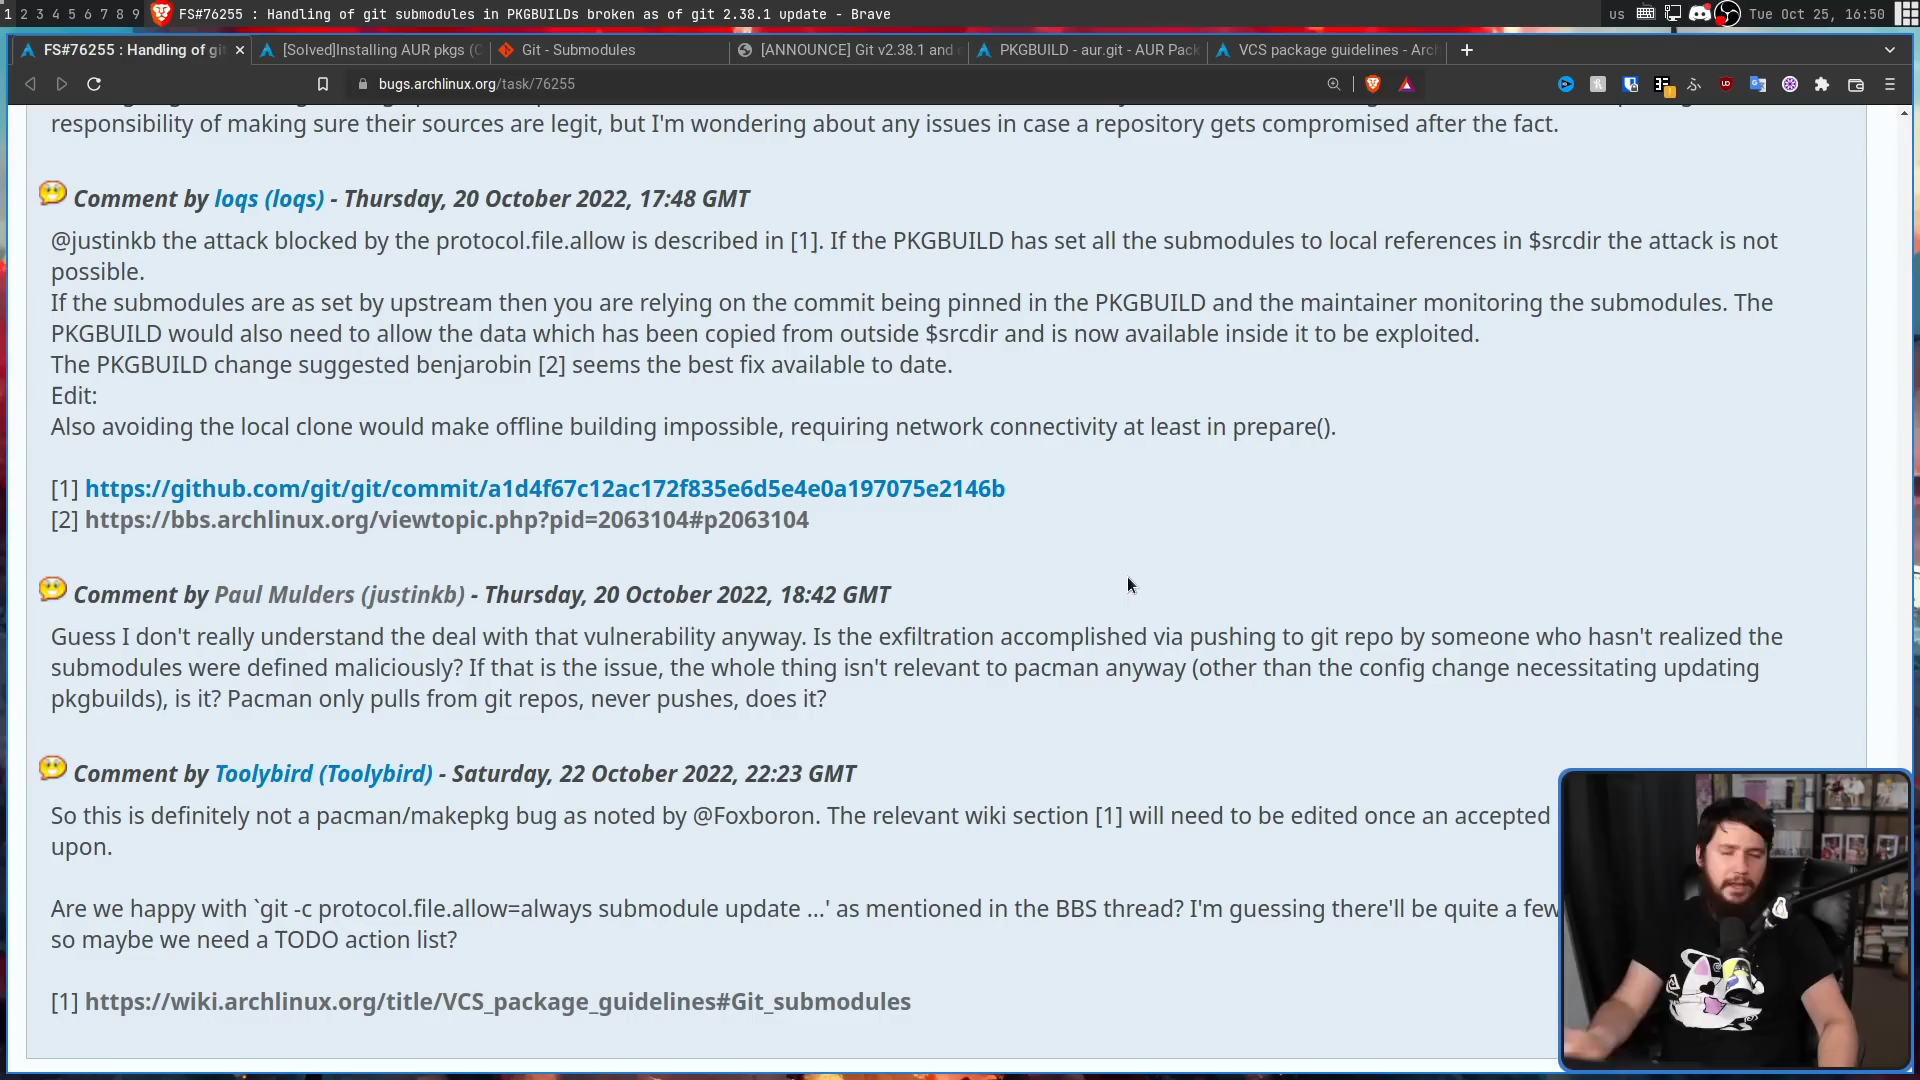 1 2 3 4 5 6 7 8 9 FS#76255 : Handling of git submodules in PKGBUILDs broken as of git 2.38.1 update - Brave
us Tue Oct 25, 16:50
FS#76255 : Handling of git
[Solved]Installing AUR pkgs (C
Git - Submodules
[ANNOUNCE] Git v2.38.1 and
PKGBUILD - aur.git - AUR Pack
VCS package guidelines - Arch
bugs.archlinux.org/task/76255
responsibility of making sure their sources are legit, but I'm wondering about any issues in case a repository gets compromised after the fact.
Comment by loqs (loqs) - Thursday, 20 October 2022, 17:48 GMT
@justinkb the attack blocked by the protocol.file.allow is described in [1]. If the PKGBUILD has set all the submodules to local references in $srcdir the attack is not
possible.
If the submodules are as set by upstream then you are relying on the commit being pinned in the PKGBUILD and the maintainer monitoring the submodules. The
PKGBUILD would also need to allow the data which has been copied from outside $srcdir and is now available inside it to be exploited.
The PKGBUILD change suggested benjarobin [2] seems the best fix available to date.
Edit:
Also avoiding the local clone would make offline building impossible, requiring network connectivity at least in prepare().
[1] https://github.com/git/git/commit/a1d4f67c12ac172f835e6d5e4e0a197075e2146b
[2] https://bbs.archlinux.org/viewtopic.php?pid=2063104#p2063104
Comment by Paul Mulders (justinkb) - Thursday, 20 October 2022, 18:42 GMT
Guess I don't really understand the deal with that vulnerability anyway. Is the exfiltration accomplished via pushing to git repo by someone who hasn't realized the
submodules were defined maliciously? If that is the issue, the whole thing isn't relevant to pacman anyway (other than the config change necessitating updating
pkgbuilds), is it? Pacman only pulls from git repos, never pushes, does it?
Comment by Toolybird (Toolybird) - Saturday, 22 October 2022, 22:23 GMT
So this is definitely not a pacman/makepkg bug as noted by @Foxboron. The relevant wiki section [1] will need to be edited once an accepted
upon.
Are we happy with `git -c protocol.file.allow=always submodule update ...' as mentioned in the BBS thread? I'm guessing there'll be quite a few
so maybe we need a TODO action list?
[1] https://wiki.archlinux.org/title/VCS_package_guidelines#Git_submodules